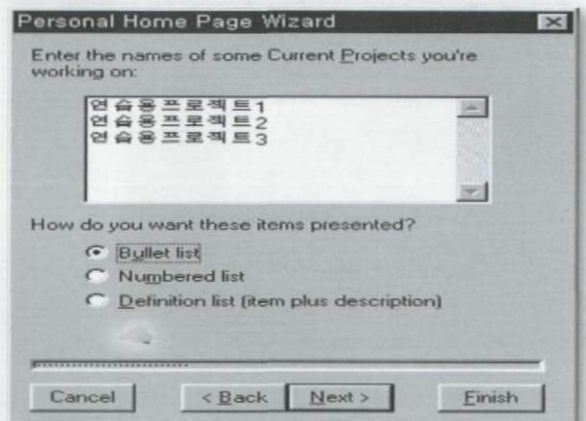 Personal Home Page Wizard
Enter the names of some Current Projects you're
working on:
연습용프로젝트1
연습용프로젝트2
연습용프로젝트3
How do you want these items presented?
Bullet list
Numbered list
Definition list (item plus description)
Cancel
< Back
Next >
Finish